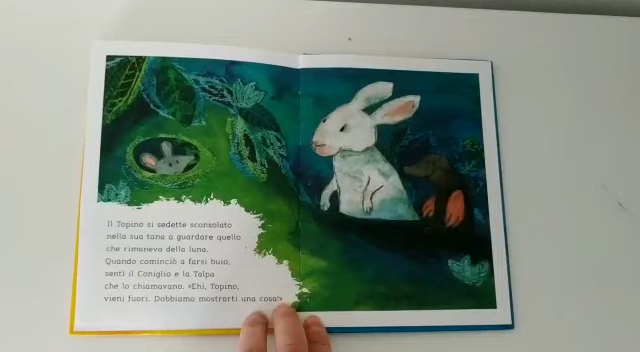 Il Topino si sedette sconsolato
nella sua tana a guardare quello
che rimaneva della luna.
Quando cominciò a farsi buio,
sentì il Coniglio e la Talpa
che lo chiamavano. «Ehi, Topino,
vieni fuori. Dobbiamo mostrarti una cosa!»